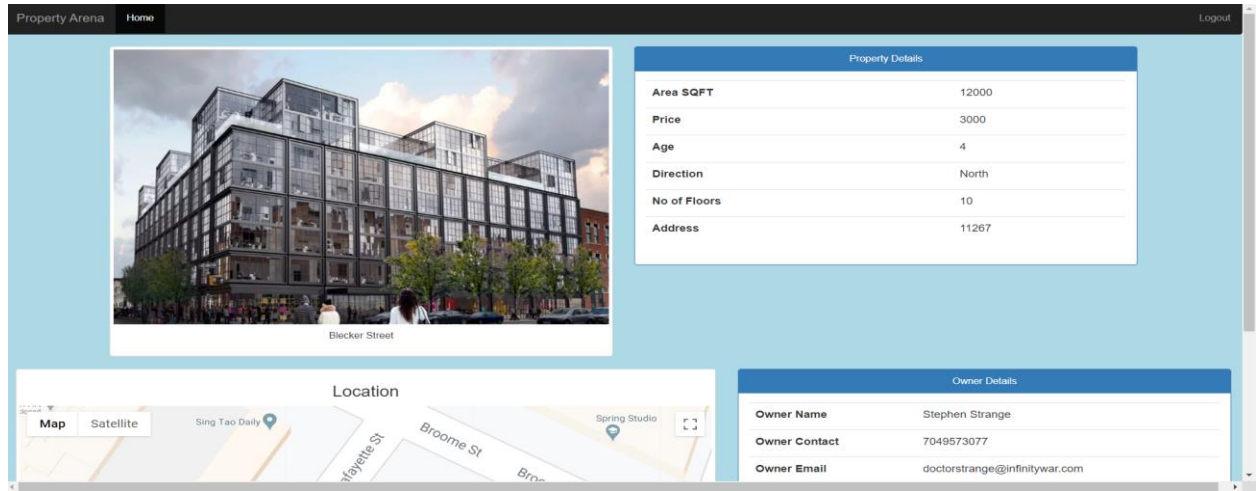 Property Arena Home Logout
Property Details
Area SQFT 12000
Price 3000
Age 4
Direction North
No of Floors 10
Address 11267
Blecker Street
Location
Map Satellite
Sing Tao Daily
Spring Studio
Broome St
afayette St
Owner Details
Owner Name Stephen Strange
Owner Contact 7049573077
Owner Email doctorstrange@infinitywar.com